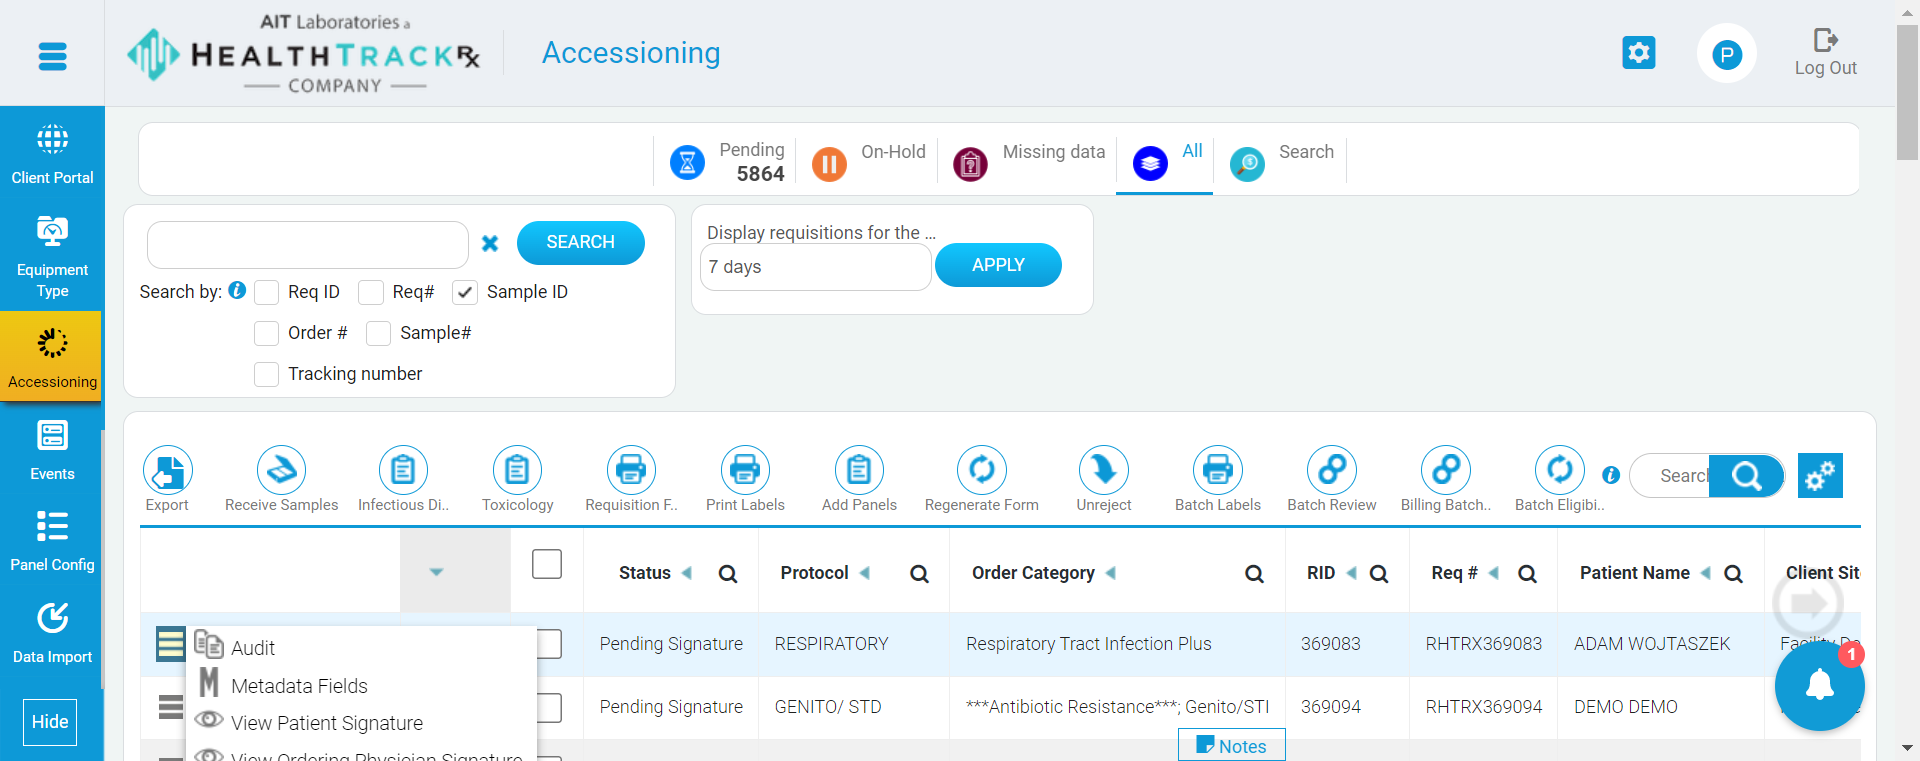 AIT Laboratories a
HEALTHTRACKRX
COMPANY
Accessioning
P
Log Out
Client Portal
Equipment
Type
Accessioning
Events
Panel Config
Data Import
Hide
Pending
5864
On-Hold
Missing data
All
Search
SEARCH
Search by:
Req ID
Req#
Sample ID
Order #
Sample#
Tracking number
Display requisitions for the ...
7 days
APPLY
Export
Receive Samples
Infectious Di..
Toxicology
Requisition F..
Print Labels
Add Panels
Regenerate Form
Unreject
Batch Labels
Batch Review
Billing Batch..
Batch Eligibi..
Search
Status
Protocol
Order Category
RID
Req #
Patient Name
Client Site
Pending Signature RESPIRATORY Respiratory Tract Infection Plus 369083 RHTRX369083 ADAM WOJTASZEK Facility De
Pending Signature GENITO/ STD ***Antibiotic Resistance***; Genito/STI 369094 RHTRX369094 DEMO DEMO
Audit
M Metadata Fields
View Patient Signature
View Ordering Physician Signature
Notes
1